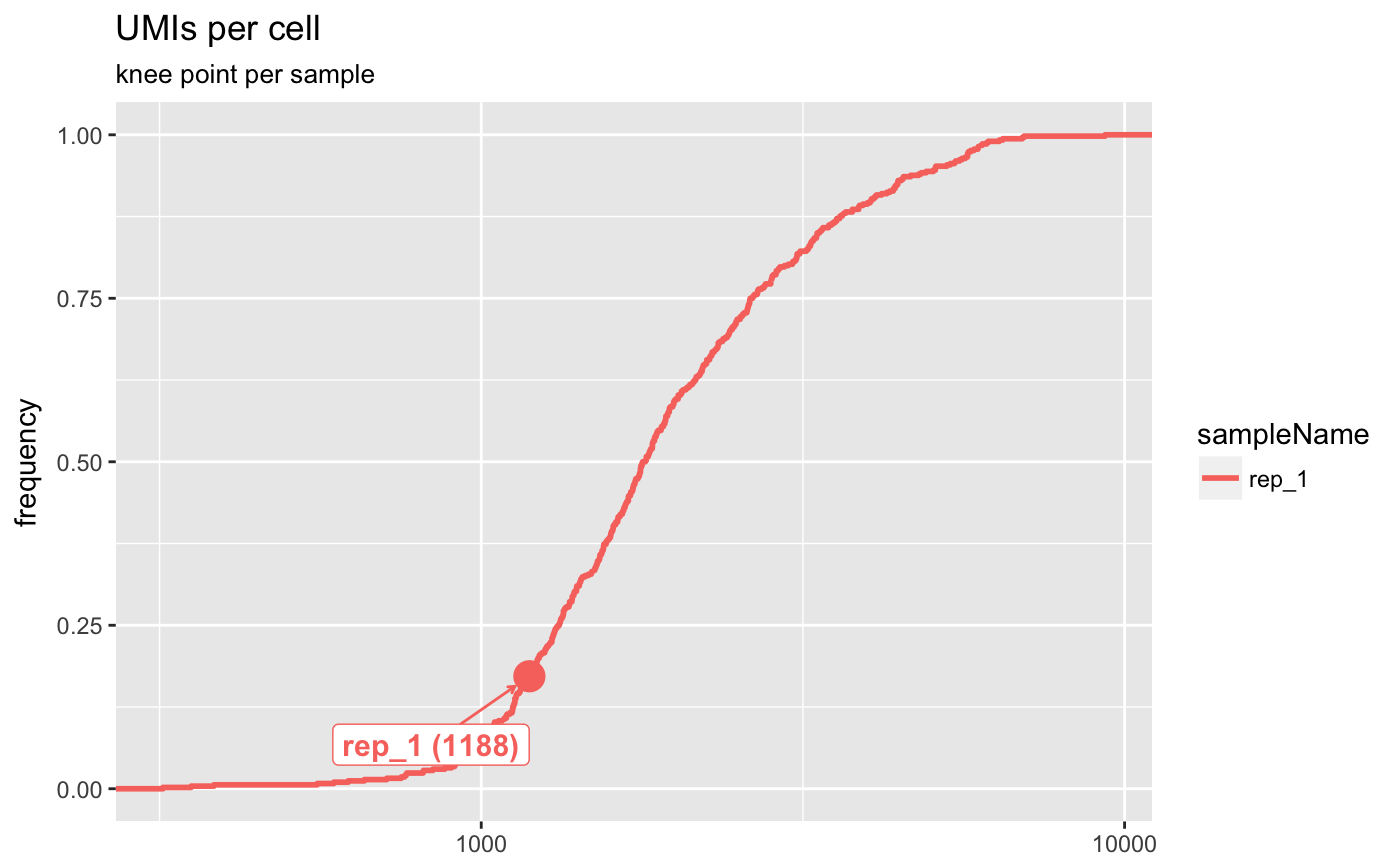 UMIs per cell
knee point per sample
1.00
0.75
0.50
0.25
0.00
frequency
rep_1 (1188)
1000
10000
sampleName
rep_1